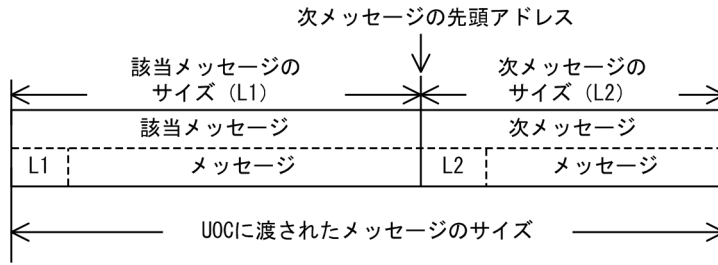 次メッセージの先頭アドレス
該当メッセージの
サイズ（L1）
次メッセージの
サイズ（L2）
該当メッセージ
次メッセージ
L1
メッセージ
L2
メッセージ
UOCに渡されたメッセージのサイズ